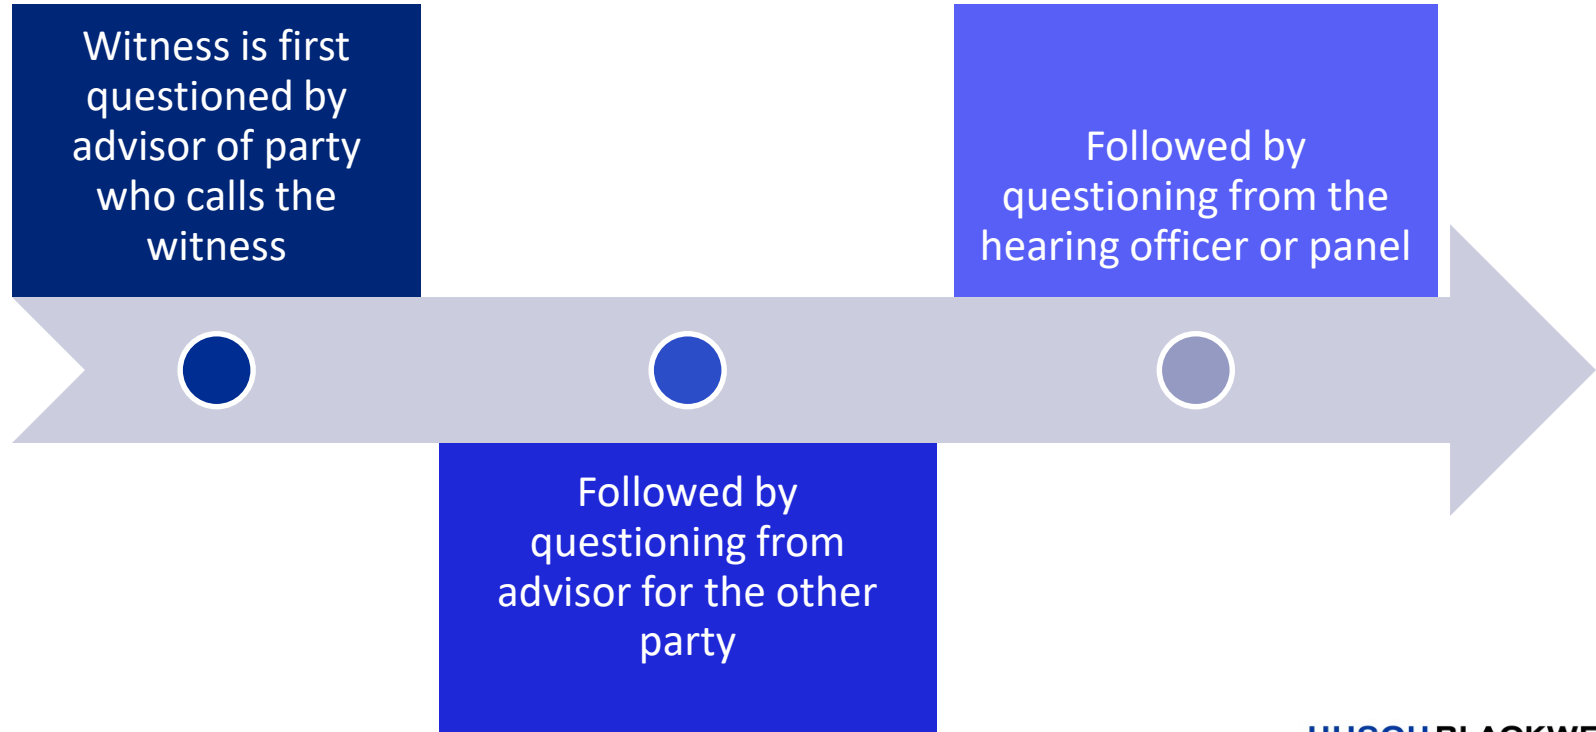 Witness is first
questioned by
advisor of party
who calls the
witness
Followed by
questioning from
advisor for the other
party
Followed by
questioning from the
hearing officer or panel